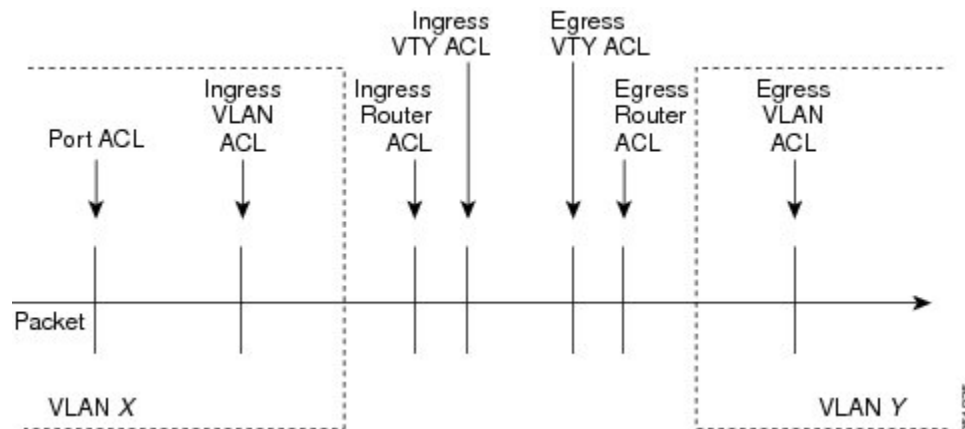 Ingress
VTY ACL
Egress
VTY ACL
Port ACL
Ingress
VLAN
ACL
Ingress
Router
ACL
Egress
Router
ACL
Egress
VLAN
ACL
Packet
VLAN X
VLAN Y